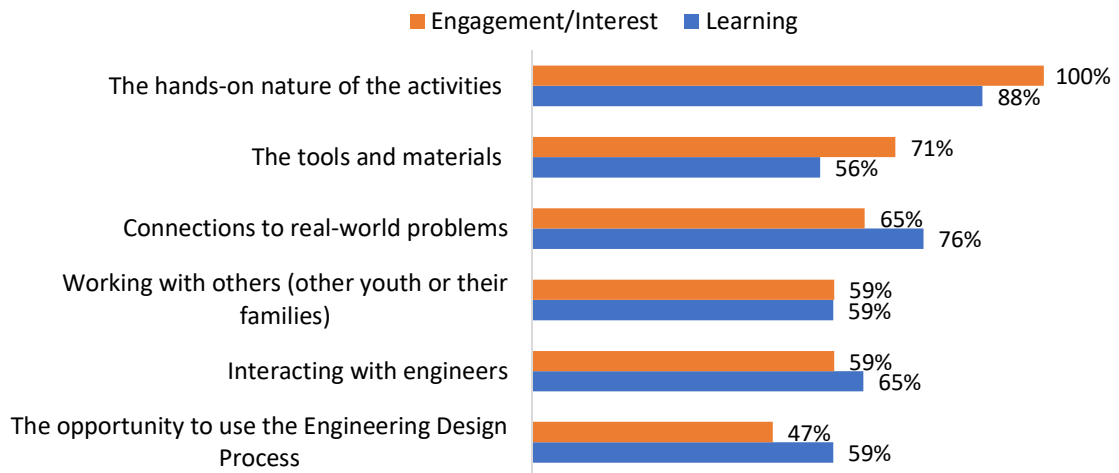 Engagement/Interest Learning
The hands-on nature of the activities
100%
88%
The tools and materials
71%
56%
Connections to real-world problems
65%
76%
Working with others (other youth or their
families)
59%
59%
Interacting with engineers
59%
65%
The opportunity to use the Engineering Design
Process
47%
59%